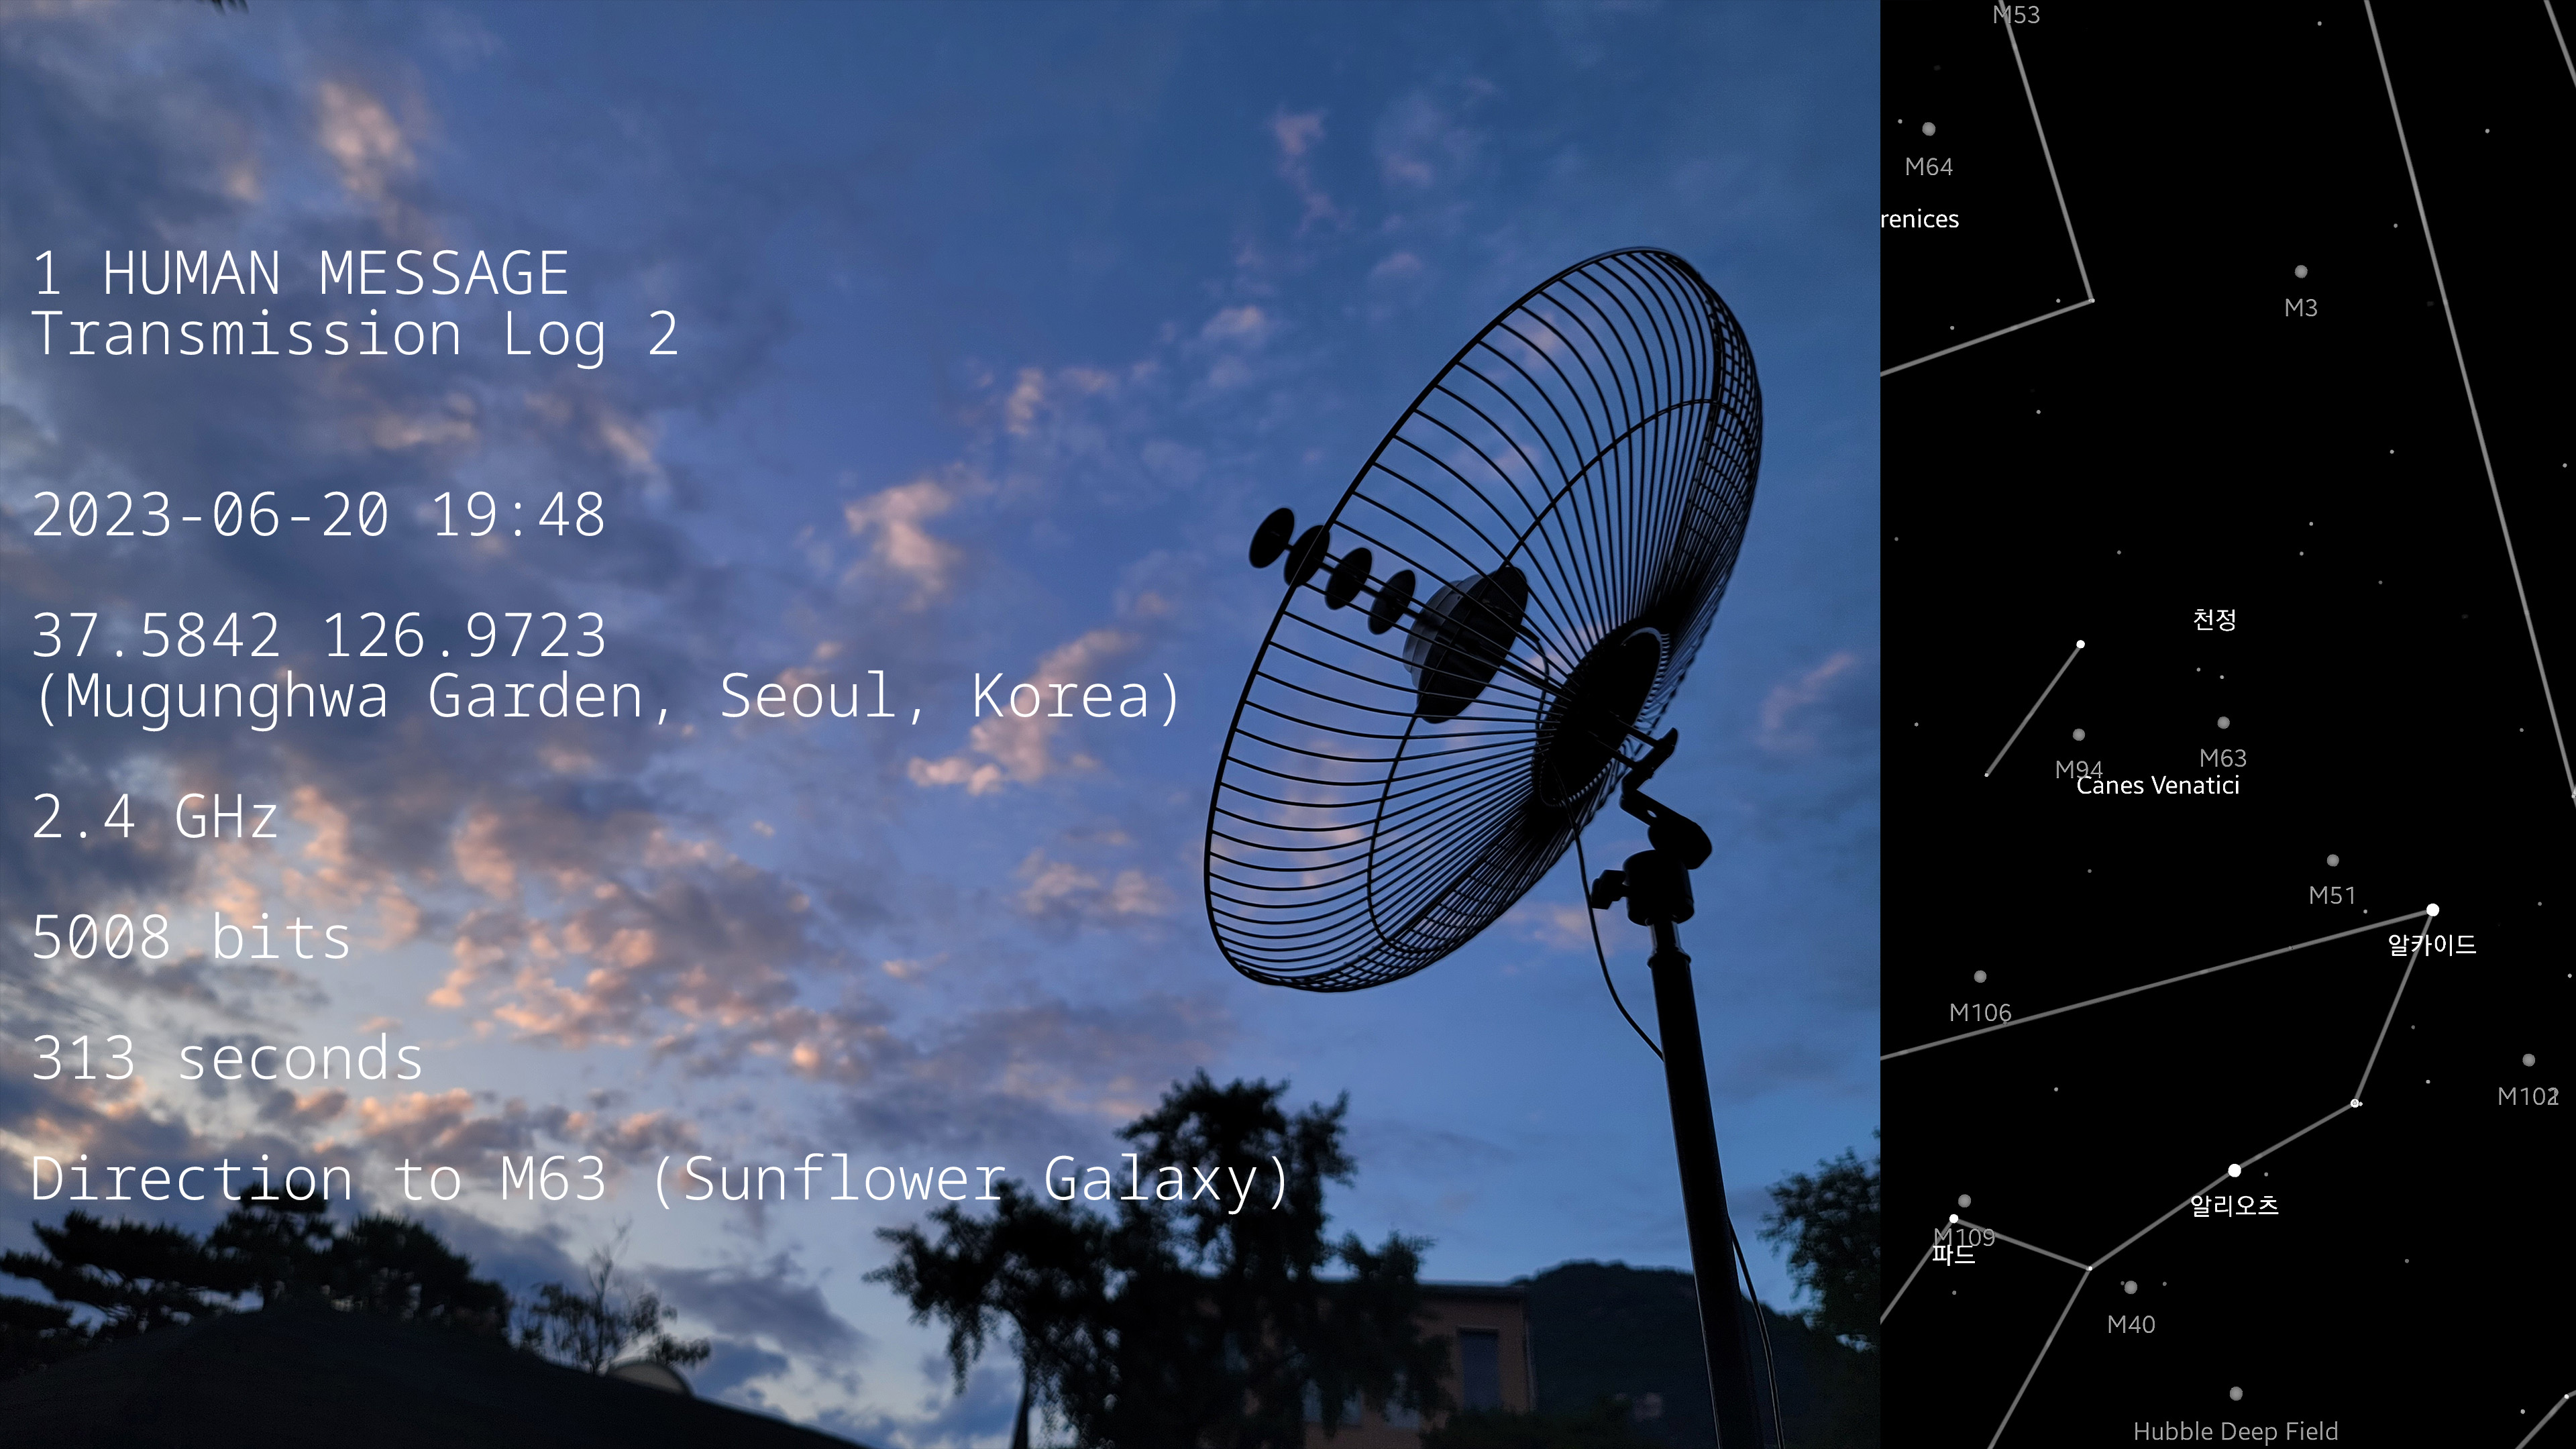 1 HUMAN MESSAGE
Transmission Log 2
2023-06-20 19:48
37.5842 126.9723
(Mugunghwa Garden, Seoul, Korea)
2.4 GHz
5008 bits
313 seconds
Direction to M63 (Sunflower Galaxy)
M53
M64
renices
M3
천정
M94
M63
Canes Venatici
M51
알카이드
M106
알리오츠
M109
파드
M40
Hubble Deep Field